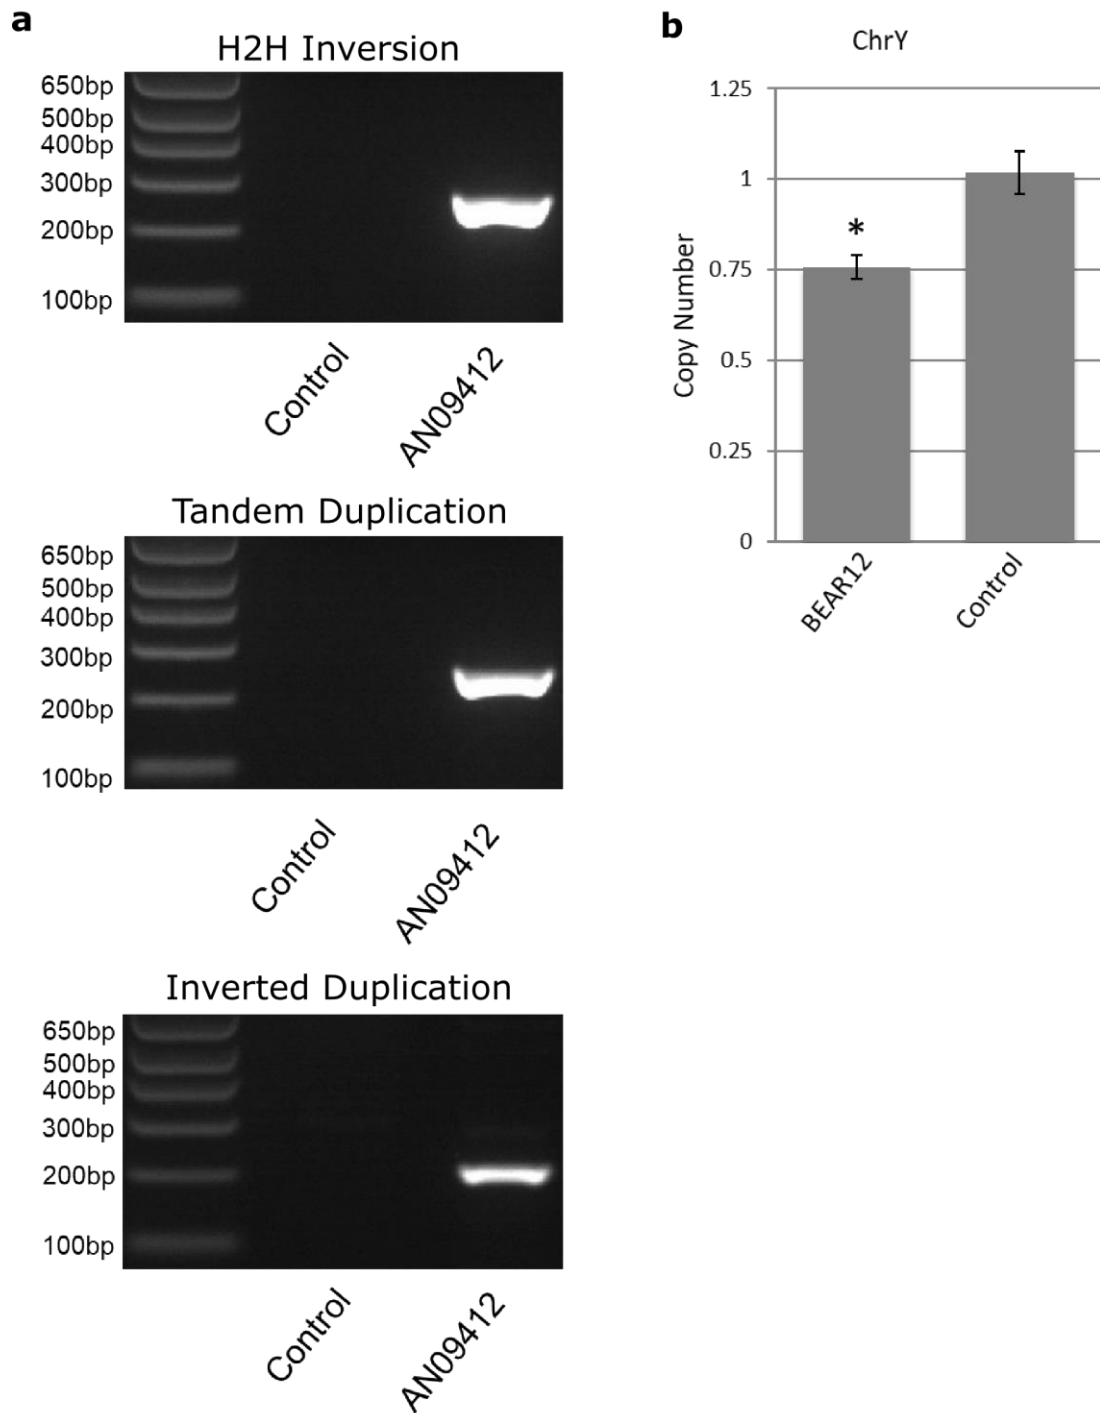 a
H2H Inversion
650bp
500bp
400bp
300bp
200bp
100bp
Control
AN09412
Tandem Duplication
650bp
500bp
400bp
300bp
200bp
100bp
Control
AN09412
Inverted Duplication
650bp
500bp
400bp
300bp
200bp
100bp
Control
AN09412
b
ChrY
Copy Number
1.25
1
0.75
0.5
0.25
0
*
BEAR12
Control